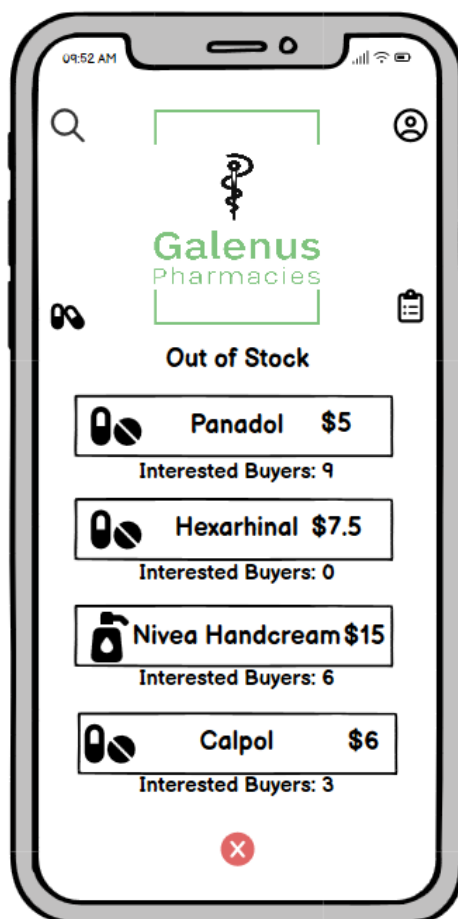 09:52 AM
Galenus
Pharmacies
Out of Stock
Panadol $5
Interested Buyers: 9
Hexarhinal $7.5
Interested Buyers: 0
Nivea Handcream $15
Interested Buyers: 6
Calpol $6
Interested Buyers: 3